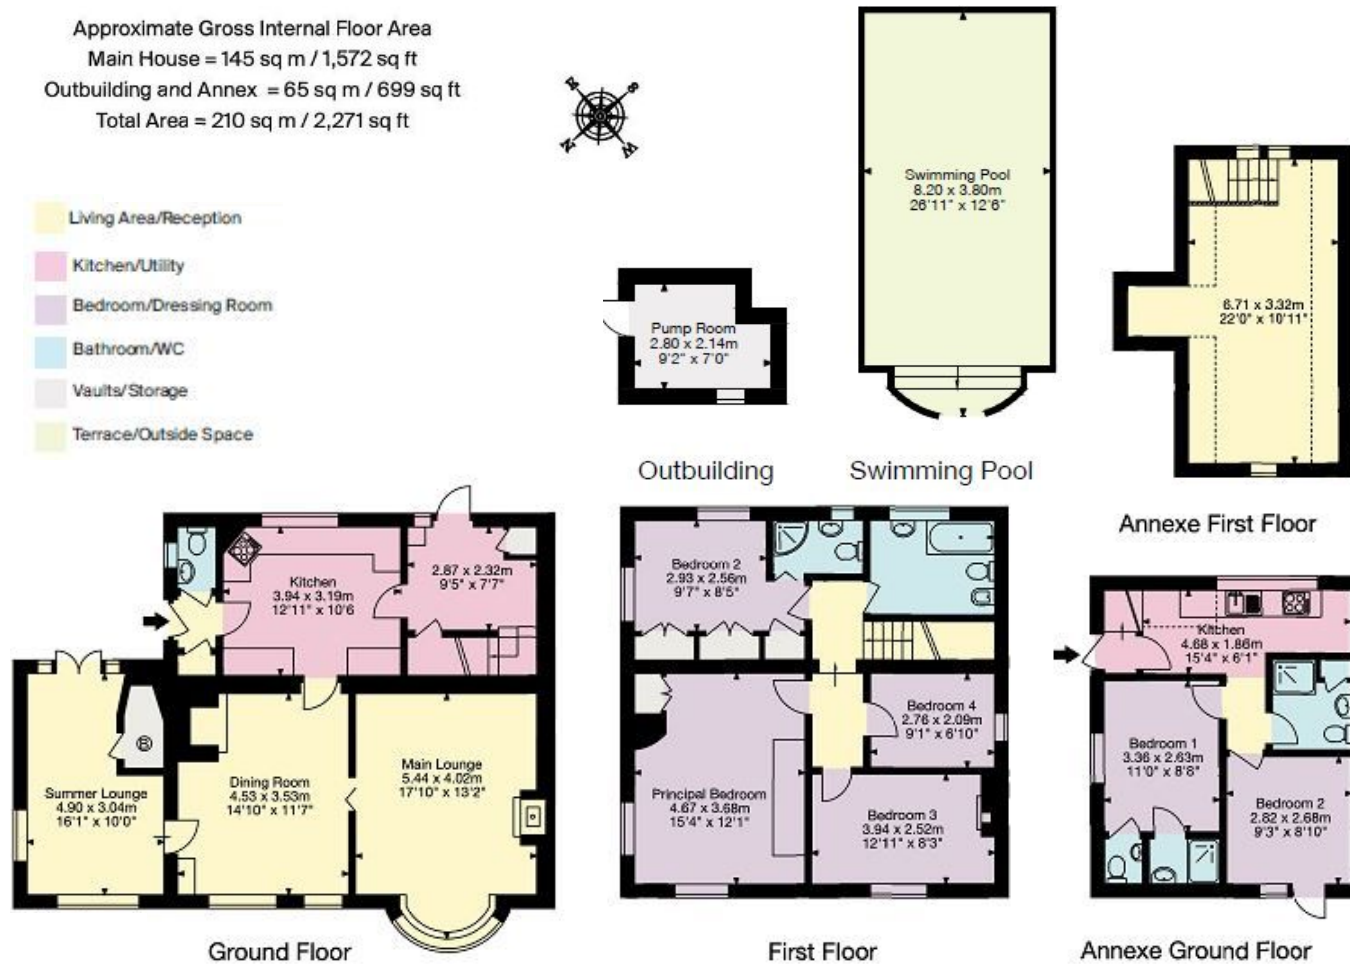 Approximate Gross Internal Floor Area
Main House = 145 sq m / 1,572 sq ft
Outbuilding and Annex = 65 sq m / 699 sq ft
Total Area = 210 sq m / 2,271 sq ft
E
S
N
W
Living Area/Reception
Kitchen/Utility
Bedroom/Dressing Room
Bathroom/WC
Vaults/Storage
Terrace/Outside Space
Swimming Pool
8.20 x 3.80m
26'11" x 12'6"
Pump Room
2.80 x 2.14m
9'2" x 7'0"
Outbuilding
Swimming Pool
6.71 x 3.32m
22'0" x 10'11"
Annexe First Floor
Kitchen
3.94 x 3.19m
12'11" x 10'6
2.87 x 2.32m
9'5" x 7'7"
B
Summer Lounge
4.90 x 3.04m
16'1" x 10'0"
Dining Room
4.53 x 3.53m
14'10" x 11'7"
Main Lounge
5.44 x 4.02m
17'10" x 13'2"
Ground Floor
Bedroom 2
2.93 x 2.56m
9'7" x 8'5"
Principal Bedroom
4.67 x 3.68m
15'4" x 12'1"
Bedroom 4
2.76 x 2.09m
9'1" x 6'10"
Bedroom 3
3.94 x 2.52m
12'11" x 8'3"
First Floor
Kitchen
4.68 x 1.86m
15'4" x 6'1"
Bedroom 1
3.36 x 2.63m
11'0" x 8'8"
Bedroom 2
2.82 x 2.68m
9'3" x 8'10"
Annexe Ground Floor